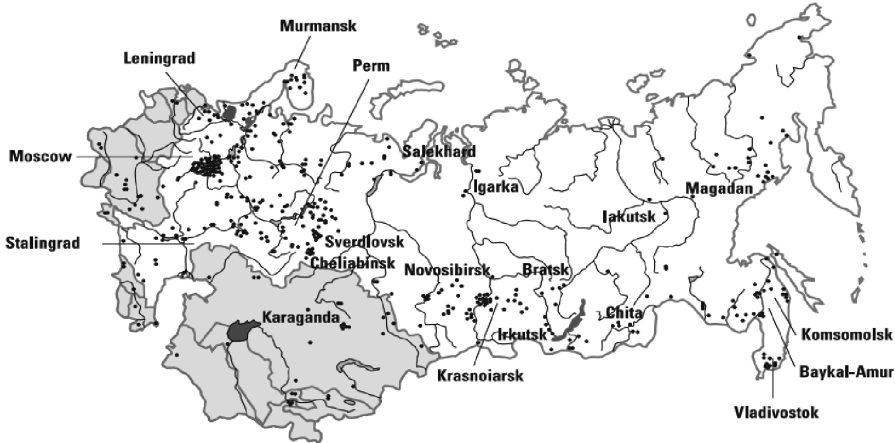 Murmansk
Leningrad
Perm
Moscow
Salekhard
Igarka
Magadan
Iakutsk
Stalingrad
Sverdlovsk
Cheliabinsk
Novosibirsk
Bratsk
Karaganda
Chita
Irkutsk
Komsomolsk
Krasnoiarsk
Baykal-Amur
Vladivostok